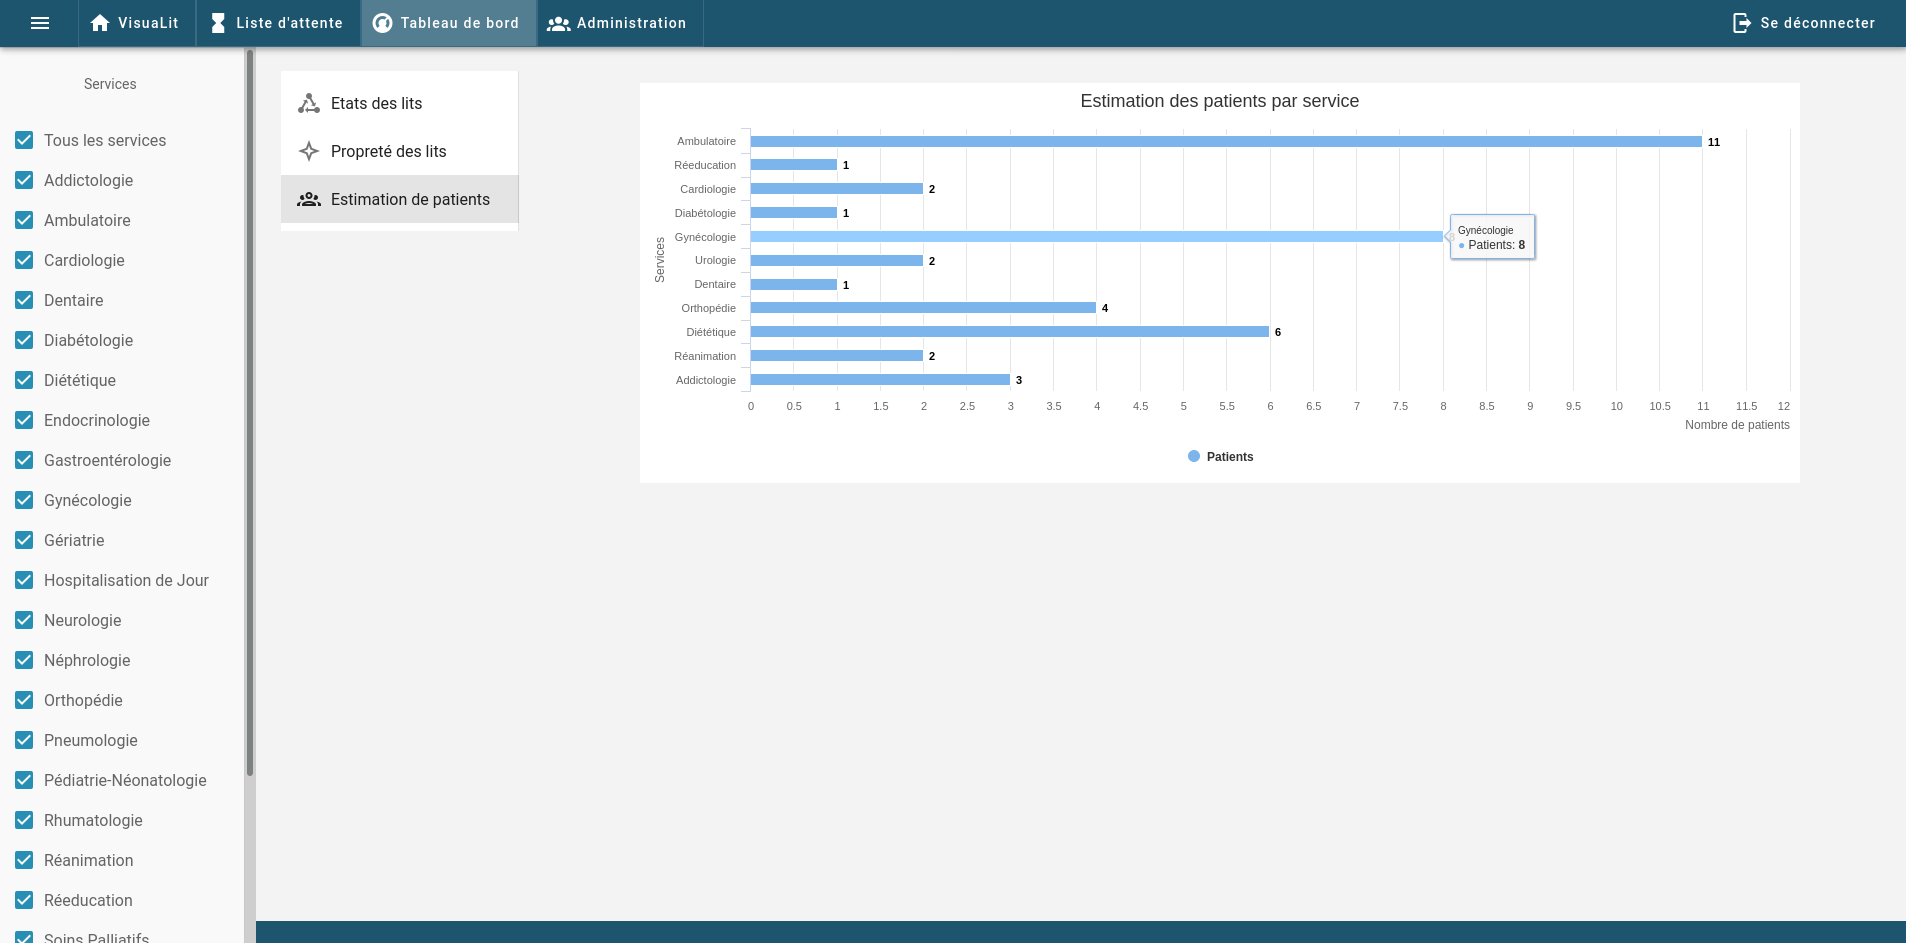 VisuaLit
Liste d'attente
Tableau de bord
Administration
Se déconnecter
Services
Tous les services
Addictologie
Ambulatoire
Cardiologie
Dentaire
Diabétologie
Diététique
Endocrinologie
Gastroentérologie
Gynécologie
Gériatrie
Hospitalisation de Jour
Neurologie
Néphrologie
Orthopédie
Pneumologie
Pédiatrie-Néonatologie
Rhumatologie
Réanimation
Réeducation
Soins Palliatifs
Etats des lits
Propreté des lits
Estimation de patients
Estimation des patients par service
Services
Ambulatoire 11
Réeducation 1
Cardiologie 2
Diabétologie 1
Gynécologie 8
Gynécologie
Patients: 8
Urologie 2
Dentaire 1
Orthopédie 4
Diététique 6
Réanimation 2
Addictologie 3
0 0.5 1 1.5 2 2.5 3 3.5 4 4.5 5 5.5 6 6.5 7 7.5 8 8.5 9 9.5 10 10.5 11 11.5 12
Nombre de patients
Patients